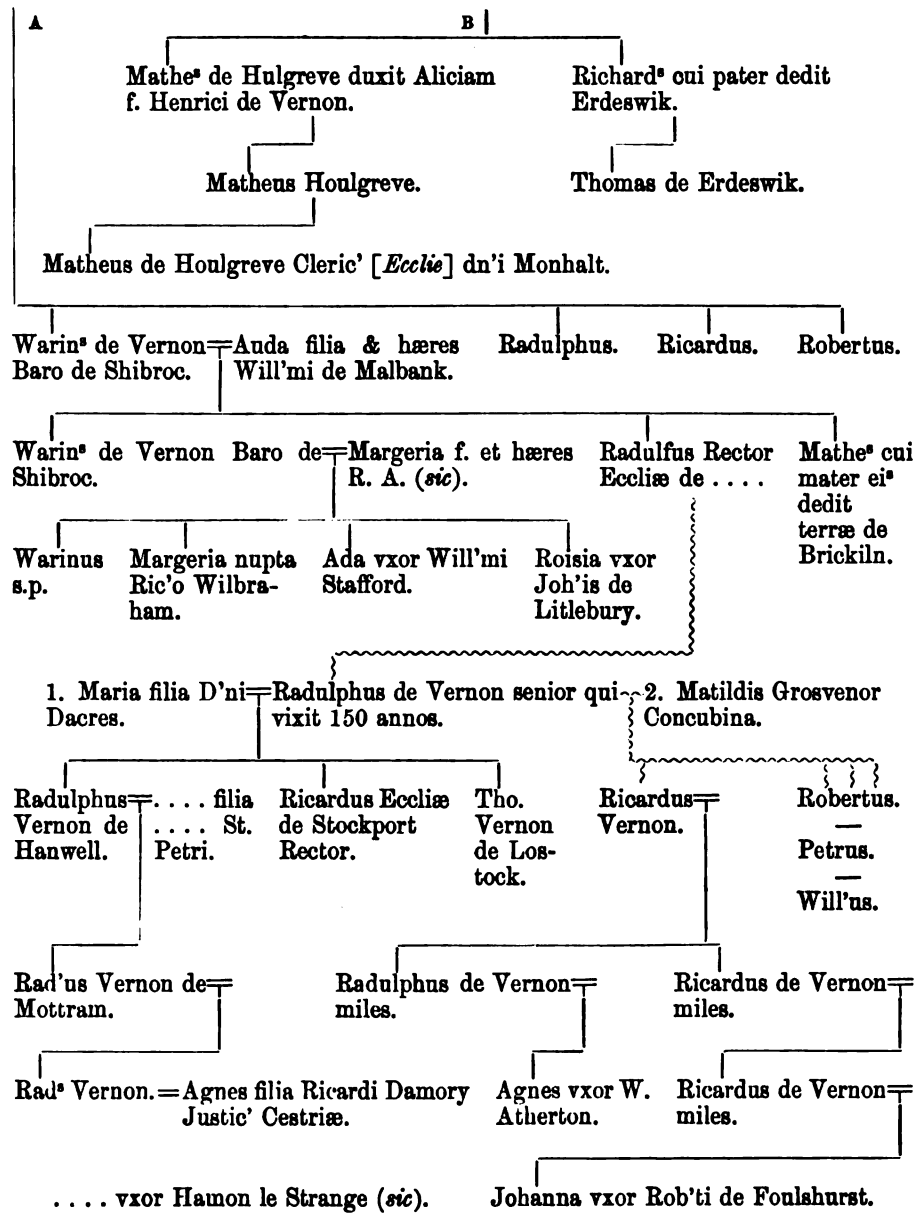 A
B
Mathe^s de Hulgreve duxit Aliciam
f. Henrici de Vernon.
Richard^s cui pater dedit
Erdeswik.
Matheus Houlgreve.
Thomas de Erdeswik.
Matheus de Houlgreve Cleric' [Ecclie] dn'i Monhalt.
Warin^s de Vernon
Baro de Shibroc.
Auda filia & hæres
Will'mi de Malbank.
Radulphus.
Ricardus.
Robertus.
Warin^s de Vernon Baro de
Shibroc.
Margeria f. et hæres
R. A. (sic).
Radulfus Rector
Eccliæ de . . . .
Mathe^s cui
mater ei^s
dedit
terræ de
Brickiln.
Warinus
s.p.
Margeria nupta
Ric'o Wilbra-
ham.
Ada vxor Will'mi
Stafford.
Roisia vxor
Joh'is de
Litlebury.
1. Maria filia D'ni
Dacres.
Radulphus de Vernon senior qui
vixit 150 annos.
2. Matildis Grosvenor
Concubina.
Radulphus
Vernon de
Hanwell.
. . . . filia
. . . . St.
Petri.
Ricardus Eccliæ
de Stockport
Rector.
Tho.
Vernon
de Los-
tock.
Ricardus
Vernon.
Robertus.
—
Petrus.
—
Will'us.
Rad'us Vernon de
Mottram.
Radulphus de Vernon
miles.
Ricardus de Vernon
miles.
Rad^s Vernon. = Agnes filia Ricardi Damory
Justic' Cestriæ.
Agnes vxor W.
Atherton.
Ricardus de Vernon
miles.
. . . . vxor Hamon le Strange (sic).
Johanna vxor Rob'ti de Foulshurst.